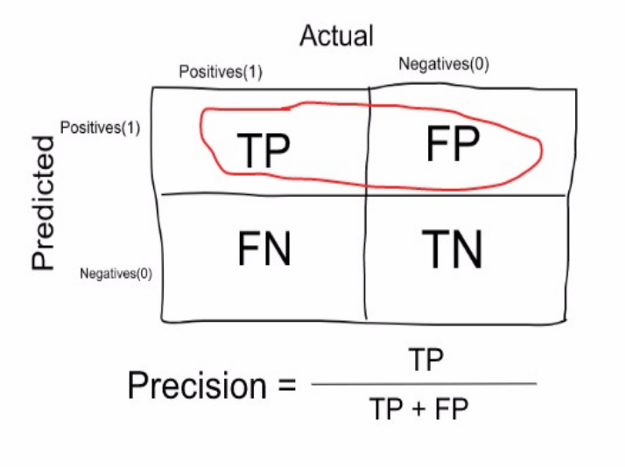 Actual
Positives(1) Negatives(0)
Predicted
Positives(1) TP FP
Negatives(0) FN TN
Precision = TP
TP + FP